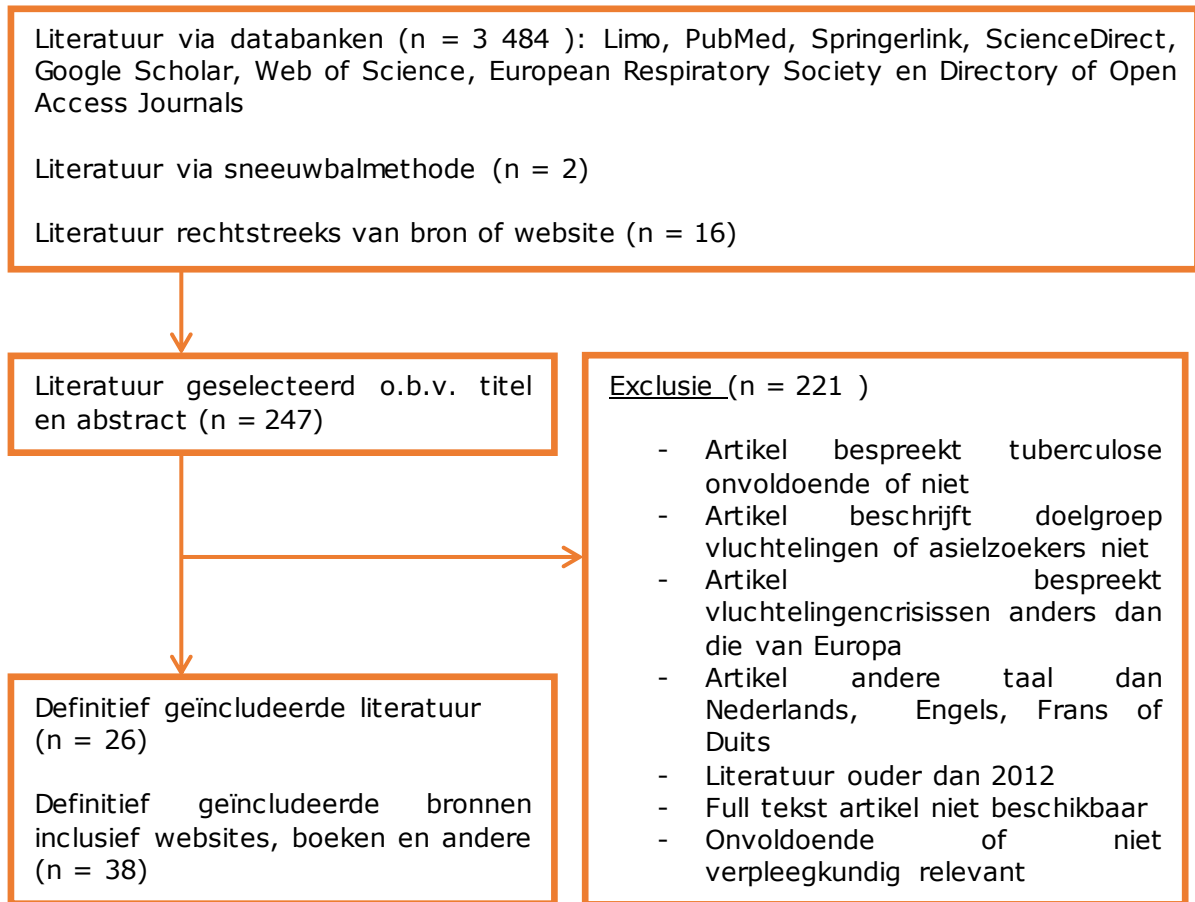 Literatuur via databanken (n = 3 484 ): Limo, PubMed, Springerlink, ScienceDirect,
Google Scholar, Web of Science, European Respiratory Society en Directory of Open
Access Journals
Literatuur via sneeuwbalmethode (n = 2)
Literatuur rechtstreeks van bron of website (n = 16)
Literatuur geselecteerd o.b.v. titel
en abstract (n = 247)
Exclusie (n = 221 )
- Artikel bespreekt tuberculose
onvoldoende of niet
- Artikel beschrijft doelgroep
vluchtelingen of asielzoekers niet
- Artikel bespreekt
vluchtelingencrisissen anders dan
die van Europa
- Artikel andere taal dan
Nederlands, Engels, Frans of
Duits
- Literatuur ouder dan 2012
- Full tekst artikel niet beschikbaar
- Onvoldoende of niet
verpleegkundig relevant
Definitief geïncludeerde literatuur
(n = 26)
Definitief geïncludeerde bronnen
inclusief websites, boeken en andere
(n = 38)